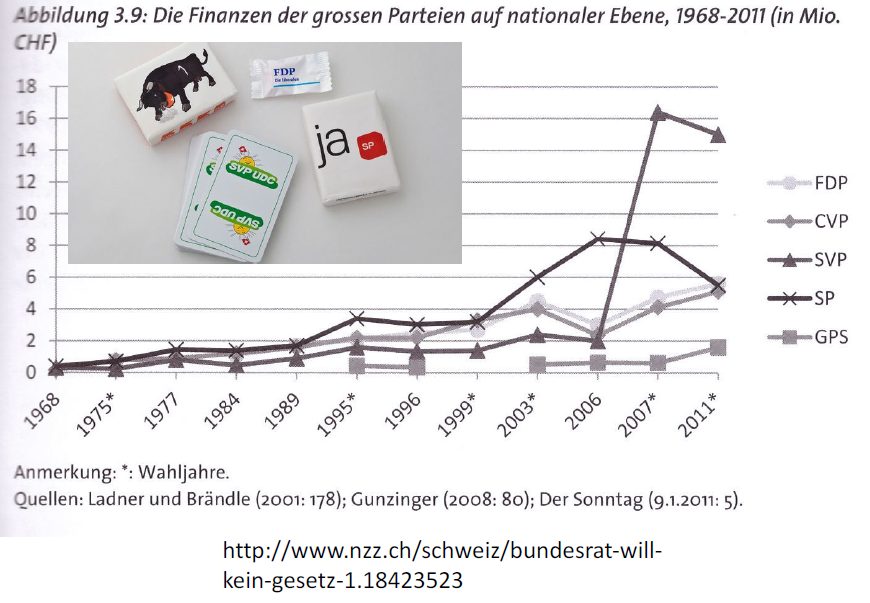 Abbildung 3.9: Die Finanzen der grossen Parteien auf nationaler Ebene, 1968-2011 (in Mio.
CHF)
FDP
Die Liberalen
ja
SP
SVP UDC
SVP UDC
18
16
14
12
10
8
6
4
2
0
1968
1975*
1977
1984
1989
1995*
1996
1999*
2003*
2006
2007*
2011*
FDP
CVP
SVP
SP
GPS
Anmerkung: *: Wahljahre.
Quellen: Ladner und Brändle (2001: 178); Gunzinger (2008: 80); Der Sonntag (9.1.2011: 5).
http://www.nzz.ch/schweiz/bundesrat-will-
kein-gesetz-1.18423523